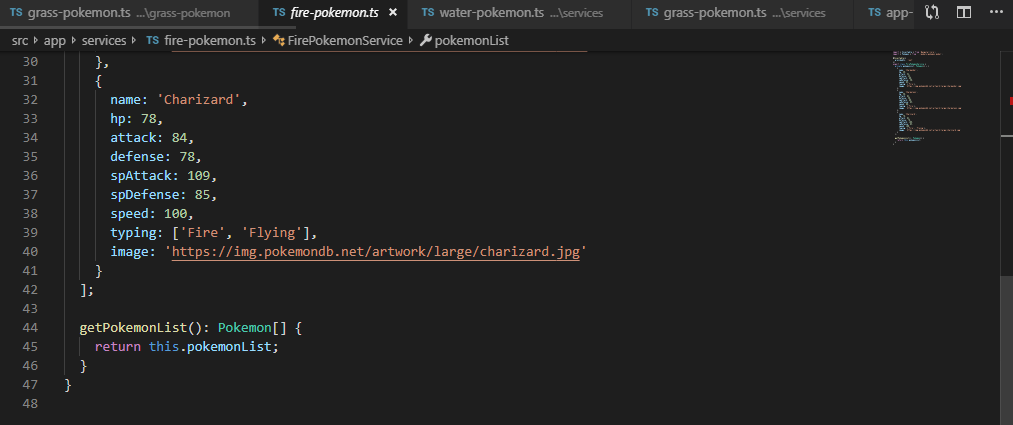 TS grass-pokemon.ts ...\grass-pokemon TS fire-pokemon.ts × TS water-pokemon.ts ...\services TS grass-pokemon.ts ...\services TS app-
src > app > services > TS fire-pokemon.ts > FirePokemonService > pokemonList
30 },
31 {
32 name: 'Charizard',
33 hp: 78,
34 attack: 84,
35 defense: 78,
36 spAttack: 109,
37 spDefense: 85,
38 speed: 100,
39 typing: ['Fire', 'Flying'],
40 image: 'https://img.pokemondb.net/artwork/large/charizard.jpg'
41 }
42 ];
43
44 getPokemonList(): Pokemon[] {
45 return this.pokemonList;
46 }
47 }
48